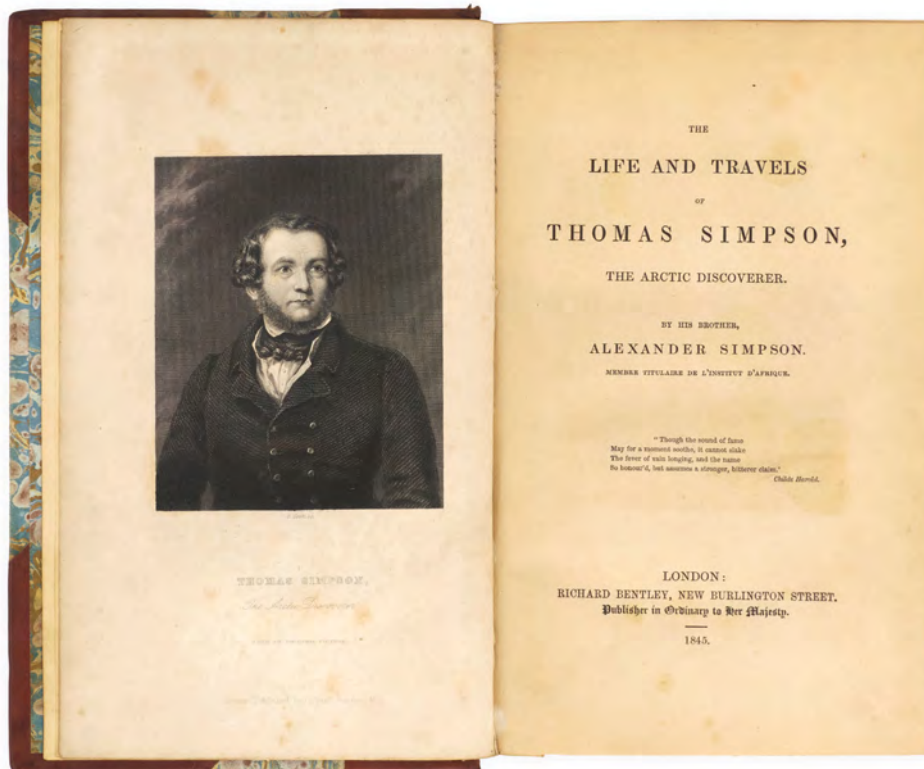 THOMAS SIMPSON,
The Arctic Discoverer
THE
LIFE AND TRAVELS
OF
THOMAS SIMPSON,
THE ARCTIC DISCOVERER.
BY HIS BROTHER,
ALEXANDER SIMPSON.
MEMBRE TITULAIRE DE L'INSTITUT D'AFRIQUE.
"Though the sound of fame
May for a moment soothe, it cannot slake
The fever of vain longing, and the name
So honour'd, but assumes a stronger, bitterer claim.'
Childe Harold.
LONDON:
RICHARD BENTLEY, NEW BURLINGTON STREET.
Publisher in Ordinary to Her Majesty.
1845.